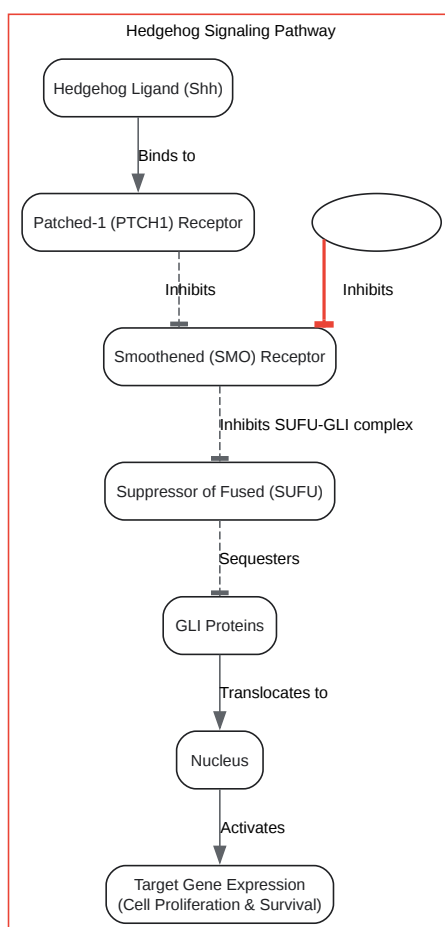 Hedgehog Signaling Pathway
Hedgehog Ligand (Shh)
Binds to
Patched-1 (PTCH1) Receptor
Inhibits
Inhibits
Smoothened (SMO) Receptor
Inhibits SUFU-GLI complex
Suppressor of Fused (SUFU)
Sequesters
GLI Proteins
Translocates to
Nucleus
Activates
Target Gene Expression
(Cell Proliferation & Survival)